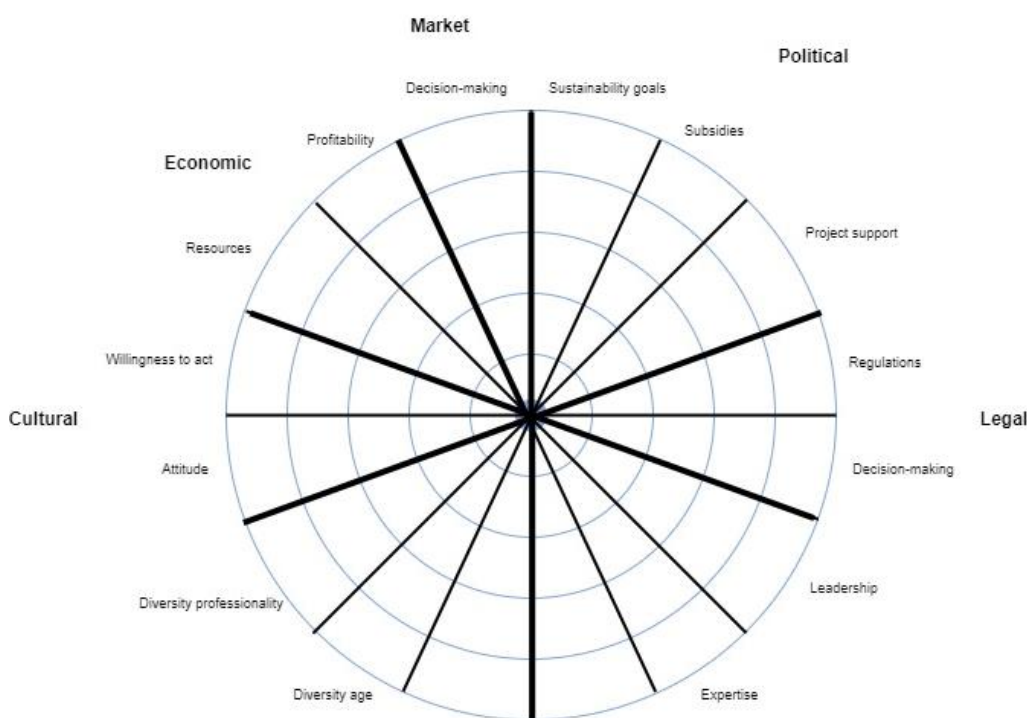 Market
Political
Decision-making
Sustainability goals
Subsidies
Profitability
Economic
Project support
Resources
Willingness to act
Regulations
Cultural
Legal
Attitude
Decision-making
Leadership
Diversity professionality
Diversity age
Expertise